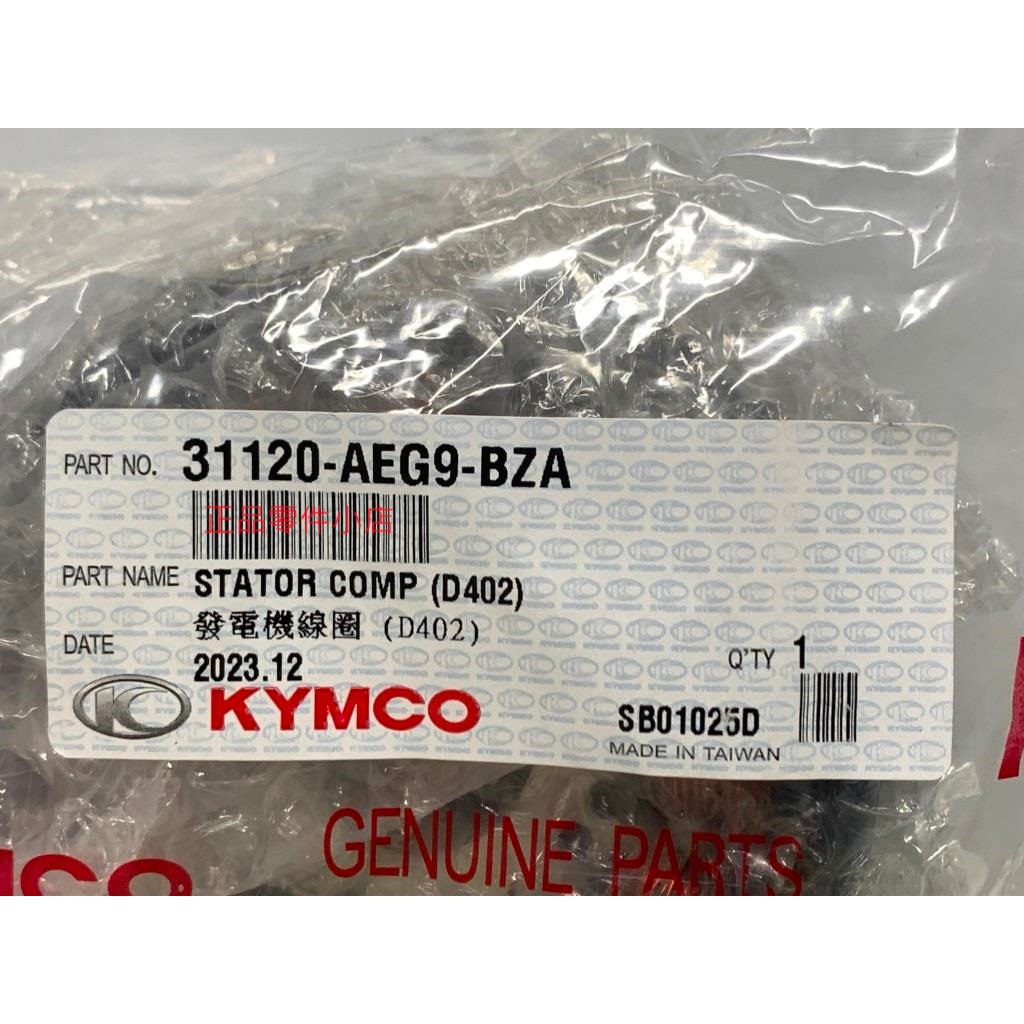 PART NO. 31120-AEG9-BZA
正品零件小店
PART NAME STATOR COMP (D402)
發電機線圈 (D402)
DATE 2023.12
Q'TY 1
KYMCO
SB01025D
MADE IN TAIWAN
GENUINE PARTS
MCO